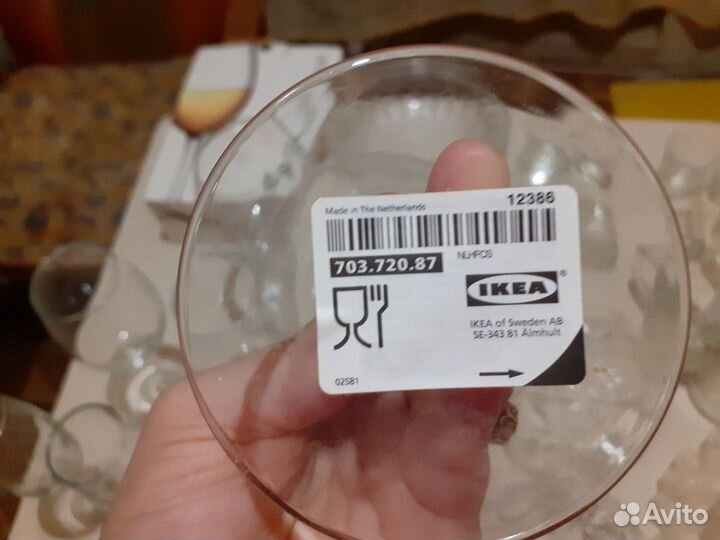 Made in The Netherlands
12386
703.720.87
NLHFCS
IKEA®
IKEA of Sweden AB
SE-343 81 Älmhult
02581
Avito